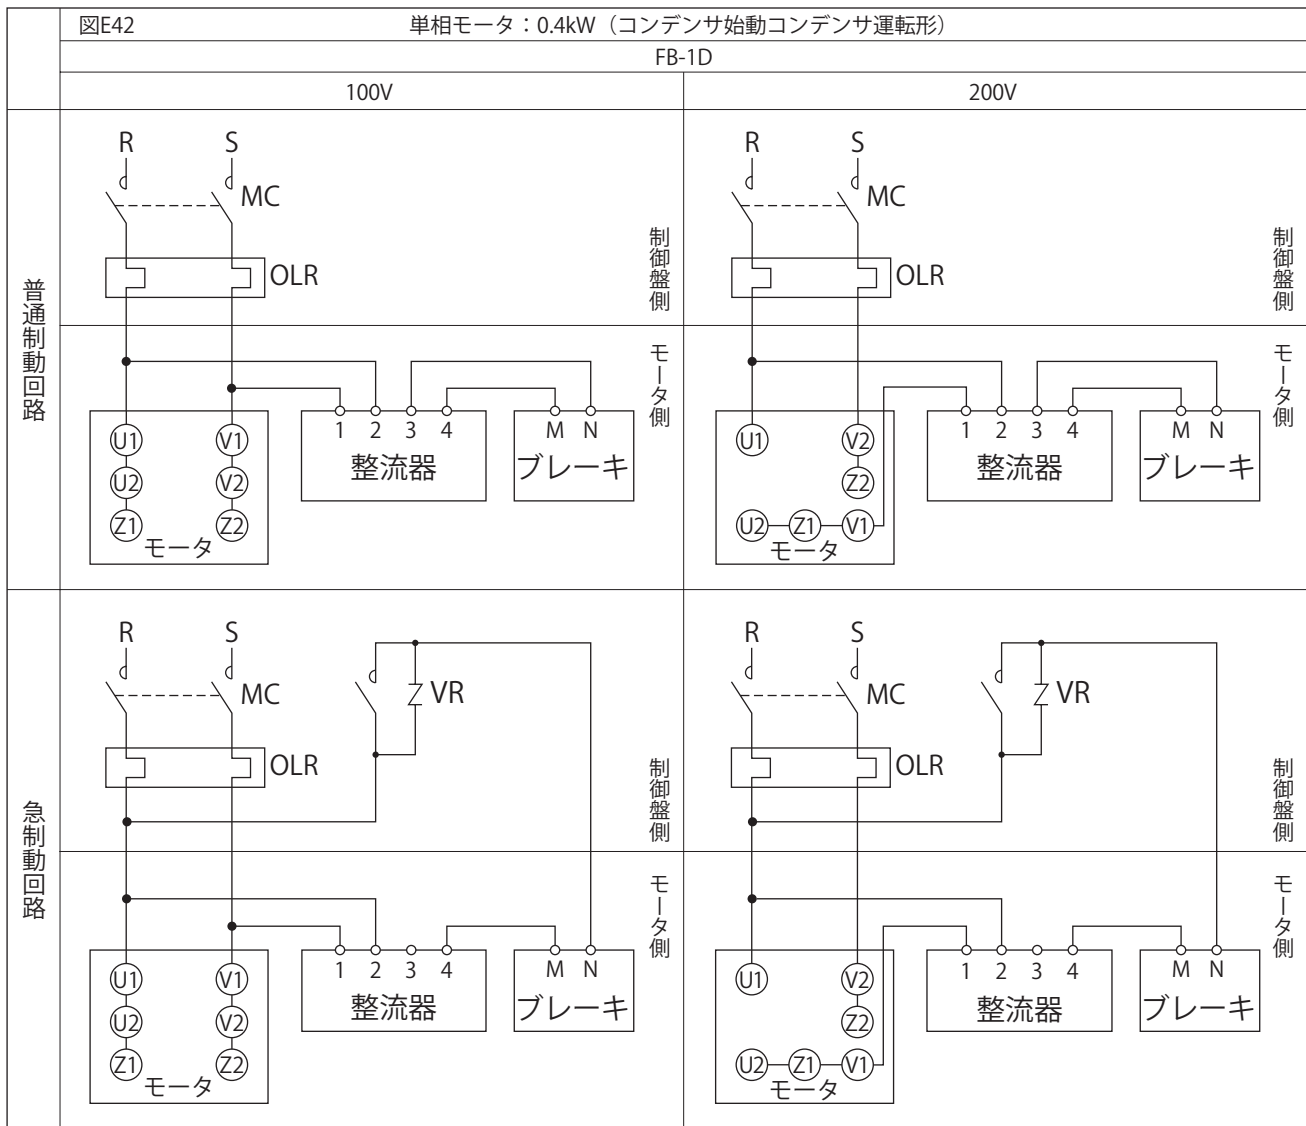 図E42
単相モータ：0.4kW（コンデンサ始動コンデンサ運転形）
FB-1D
100V
200V
普通制動回路
R S
MC
OLR
制御盤側
モータ側
1 2 3 4
整流器
M N
ブレーキ
U1 V1
U2 V2
Z1 Z2
モータ
R S
MC
OLR
制御盤側
モータ側
1 2 3 4
整流器
M N
ブレーキ
U1 V2
Z2
U2 Z1 V1
モータ
急制動回路
R S
MC
VR
OLR
制御盤側
モータ側
1 2 3 4
整流器
M N
ブレーキ
U1 V1
U2 V2
Z1 Z2
モータ
R S
MC
VR
OLR
制御盤側
モータ側
1 2 3 4
整流器
M N
ブレーキ
U1 V2
Z2
U2 Z1 V1
モータ